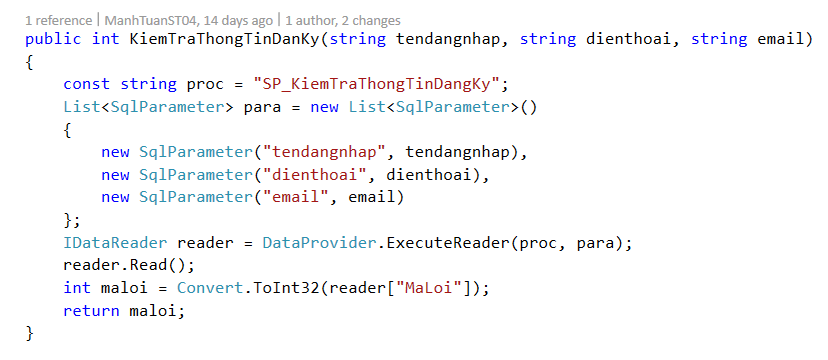 1 reference | ManhTuanST04, 14 days ago | 1 author, 2 changes
public int KiemTraThongTinDanKy(string tendangnhap, string dienthoai, string email)
{
    const string proc = "SP_KiemTraThongTinDangKy";
    List<SqlParameter> para = new List<SqlParameter>()
    {
        new SqlParameter("tendangnhap", tendangnhap),
        new SqlParameter("dienthoai", dienthoai),
        new SqlParameter("email", email)
    };
    IDataReader reader = DataProvider.ExecuteReader(proc, para);
    reader.Read();
    int maloi = Convert.ToInt32(reader["MaLoi"]);
    return maloi;
}